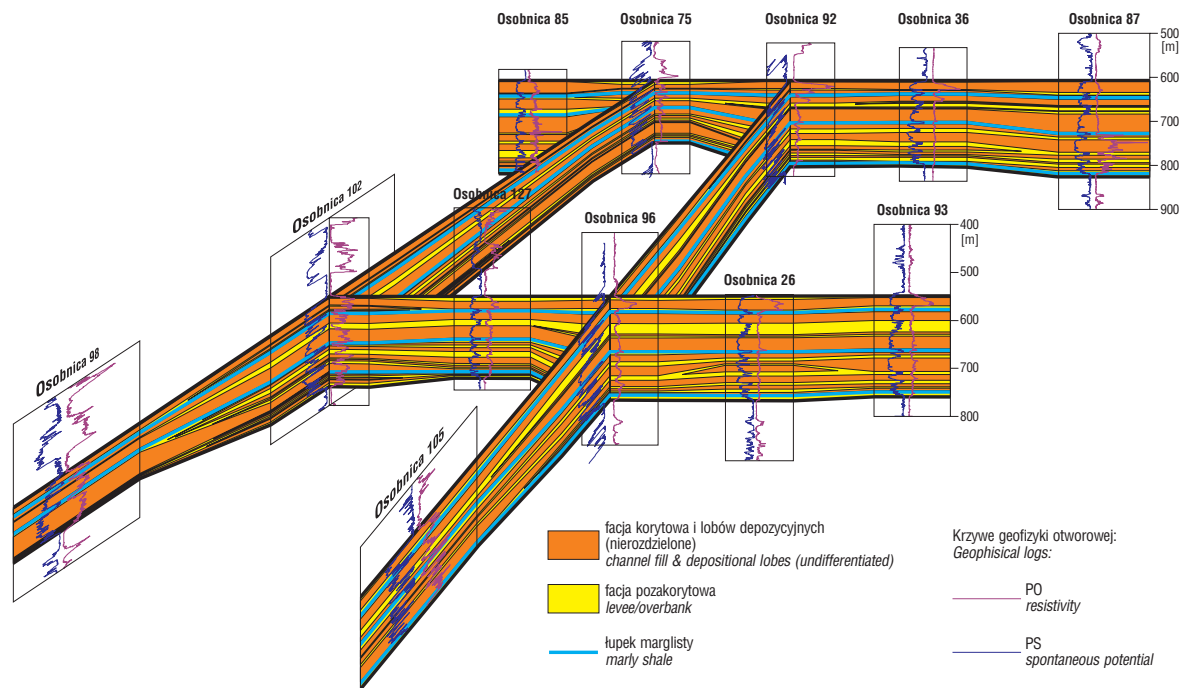 Osobnica 85
Osobnica 75
Osobnica 92
Osobnica 36
Osobnica 87
500
[m]
600
700
800
900
Osobnica 102
Osobnica 127
Osobnica 96
Osobnica 26
Osobnica 93
400
[m]
500
600
700
800
Osobnica 98
Osobnica 105
facja korytowa i lobów depozycyjnych
(nierozdzielone)
channel fill & depositional lobes (undifferentiated)
facja pozakorytowa
levee/overbank
łupek marglisty
marly shale
Krzywe geofizyki otworowej:
Geophisical logs:
PO
resistivity
PS
spontaneous potential